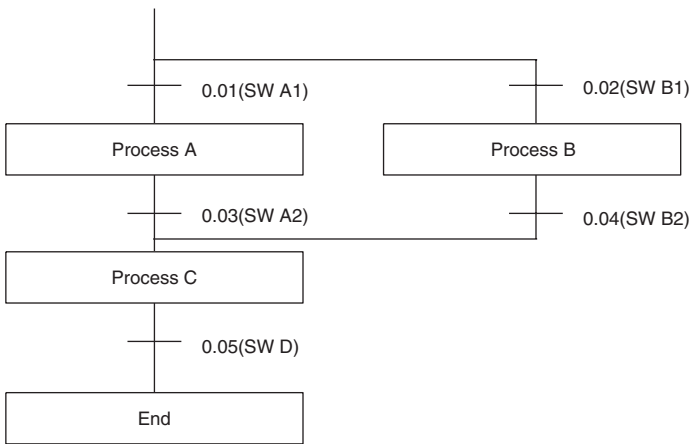 0.01(SW A1)
0.02(SW B1)
Process A
Process B
0.03(SW A2)
0.04(SW B2)
Process C
0.05(SW D)
End